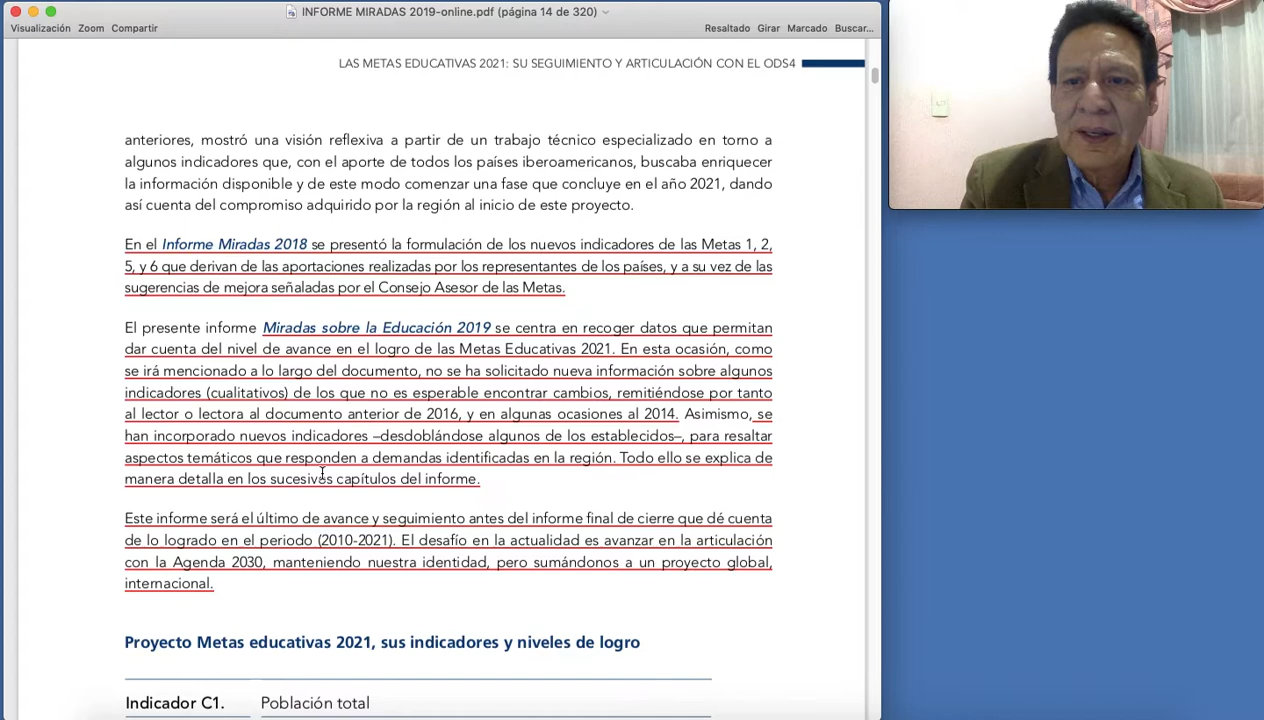 INFORME MIRADAS 2019-online.pdf (página 14 de 320)
Visualización Zoom Compartir Resaltado Girar Marcado Buscar...
LAS METAS EDUCATIVAS 2021: SU SEGUIMIENTO Y ARTICULACIÓN CON EL ODS4
anteriores, mostró una visión reflexiva a partir de un trabajo técnico especializado en torno a
algunos indicadores que, con el aporte de todos los países iberoamericanos, buscaba enriquecer
la información disponible y de este modo comenzar una fase que concluye en el año 2021, dando
así cuenta del compromiso adquirido por la región al inicio de este proyecto.
En el Informe Miradas 2018 se presentó la formulación de los nuevos indicadores de las Metas 1, 2,
5, y 6 que derivan de las aportaciones realizadas por los representantes de los países, y a su vez de las
sugerencias de mejora señaladas por el Consejo Asesor de las Metas.
El presente informe Miradas sobre la Educación 2019 se centra en recoger datos que permitan
dar cuenta del nivel de avance en el logro de las Metas Educativas 2021. En esta ocasión, como
se irá mencionado a lo largo del documento, no se ha solicitado nueva información sobre algunos
indicadores (cualitativos) de los que no es esperable encontrar cambios, remitiéndose por tanto
al lector o lectora al documento anterior de 2016, y en algunas ocasiones al 2014. Asimismo, se
han incorporado nuevos indicadores –desdoblándose algunos de los establecidos–, para resaltar
aspectos temáticos que responden a demandas identificadas en la región. Todo ello se explica de
manera detalla en los sucesivos capítulos del informe.
Este informe será el último de avance y seguimiento antes del informe final de cierre que dé cuenta
de lo logrado en el periodo (2010-2021). El desafío en la actualidad es avanzar en la articulación
con la Agenda 2030, manteniendo nuestra identidad, pero sumándonos a un proyecto global,
internacional.
Proyecto Metas educativas 2021, sus indicadores y niveles de logro
Indicador C1. Población total